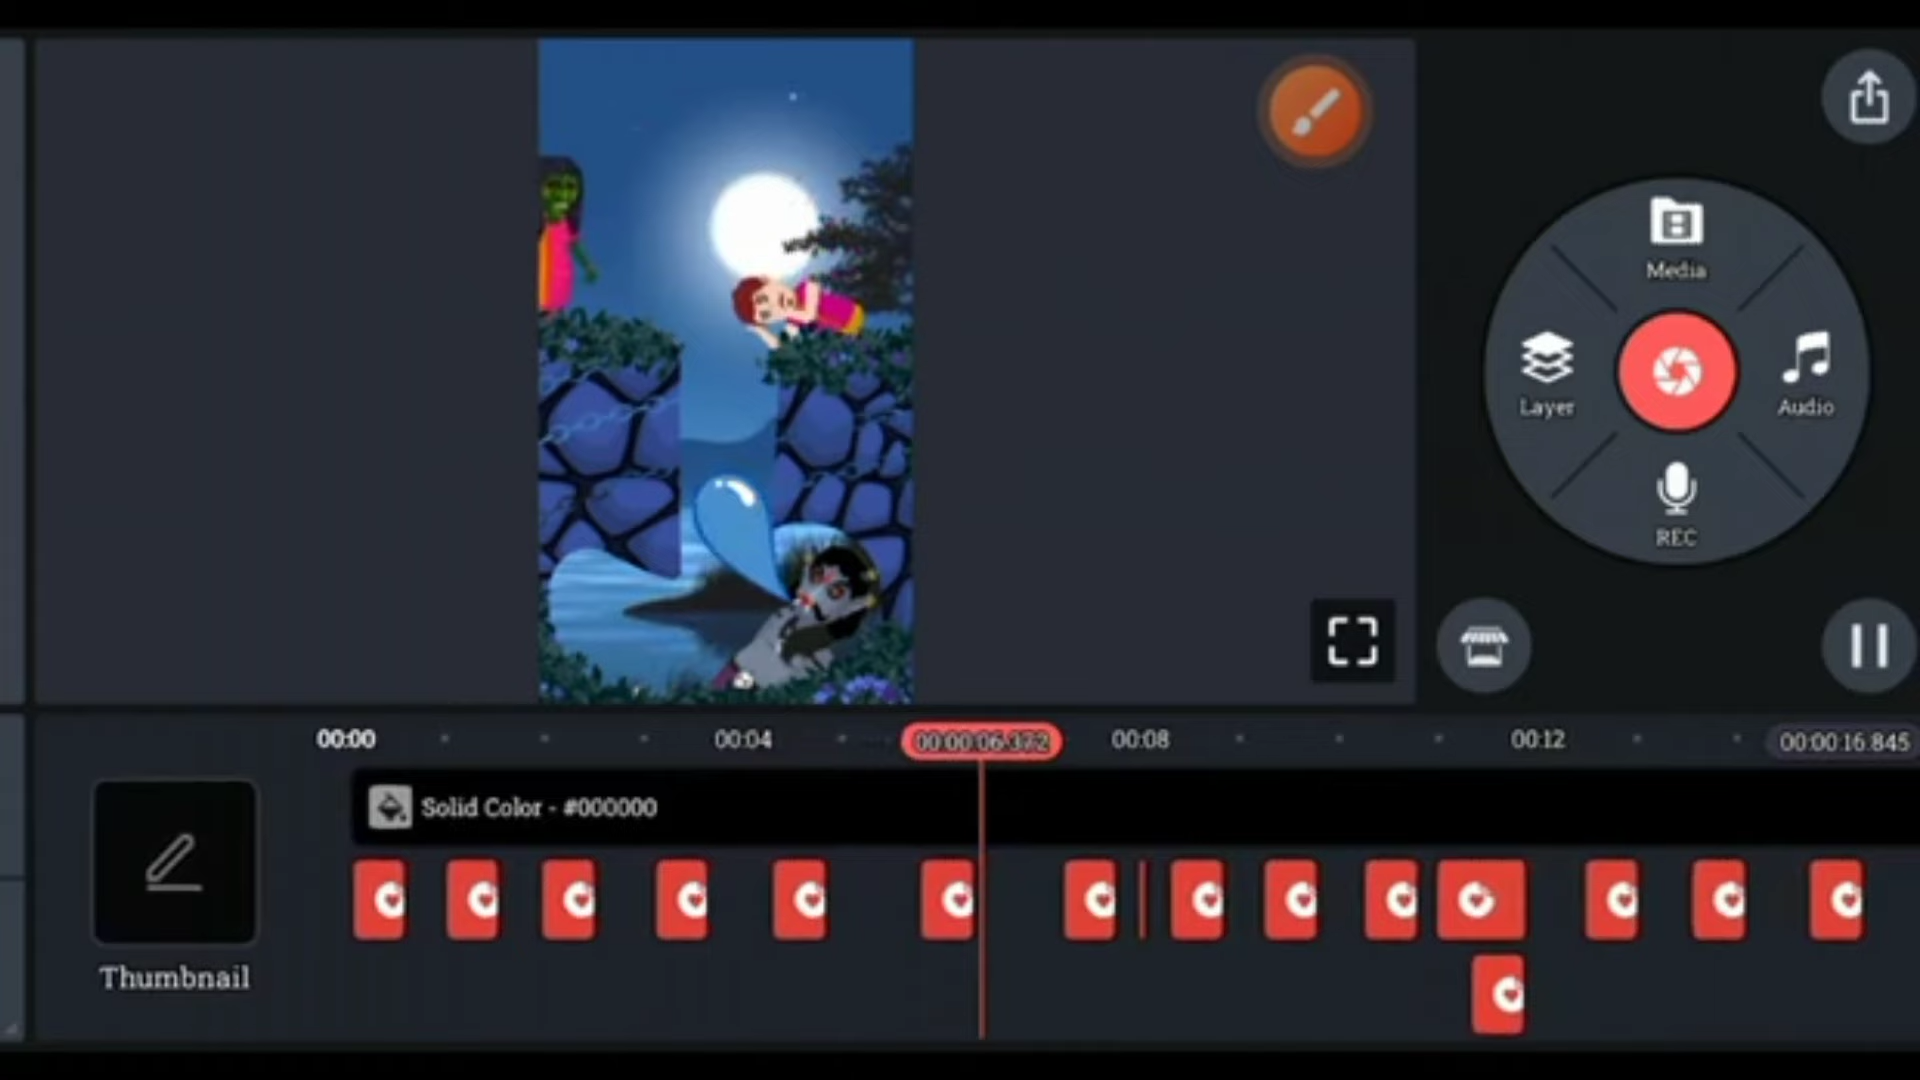 Media
Layer
Audio
REC
00:00
00:04
00:00:06.372
00:08
00:12
00:00:16.845
Solid Color - #000000
Thumbnail